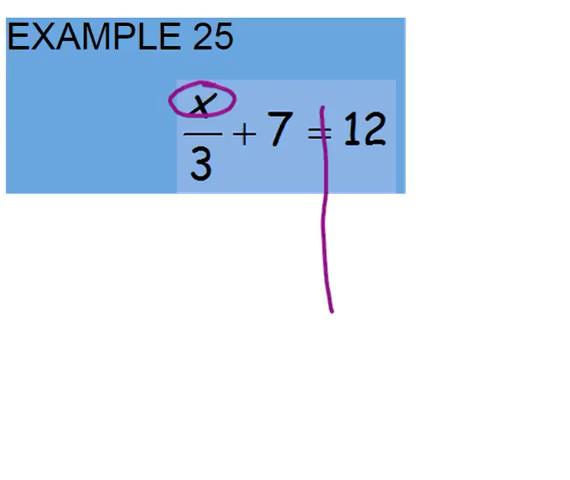 EXAMPLE 25
x/3 + 7 = 12